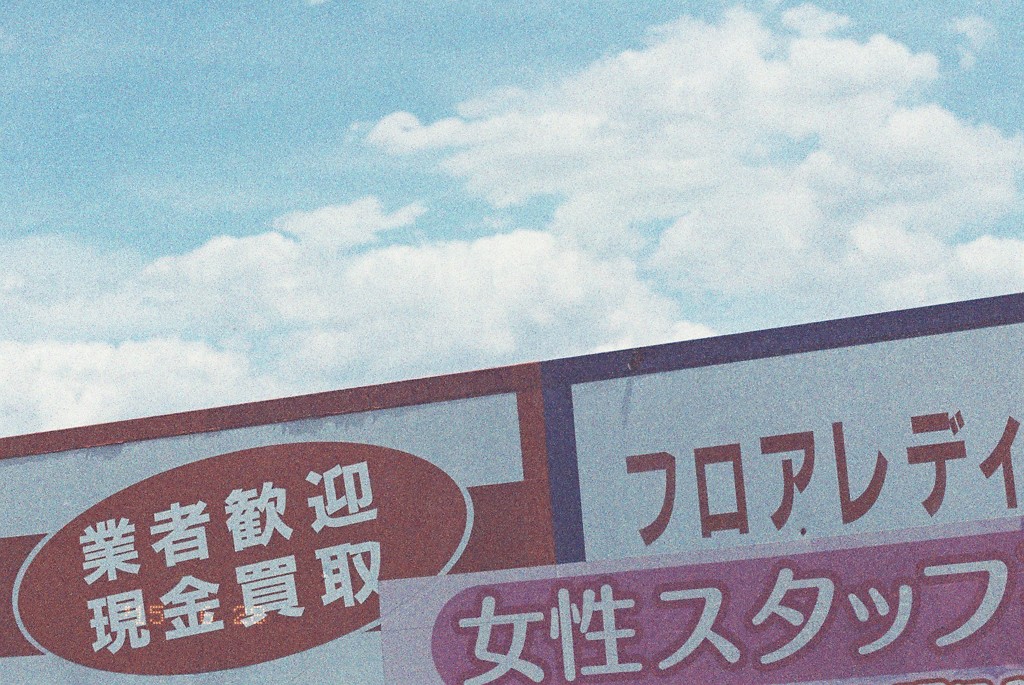 業者歓迎
現金買取
フロアレディ
女性スタッフ